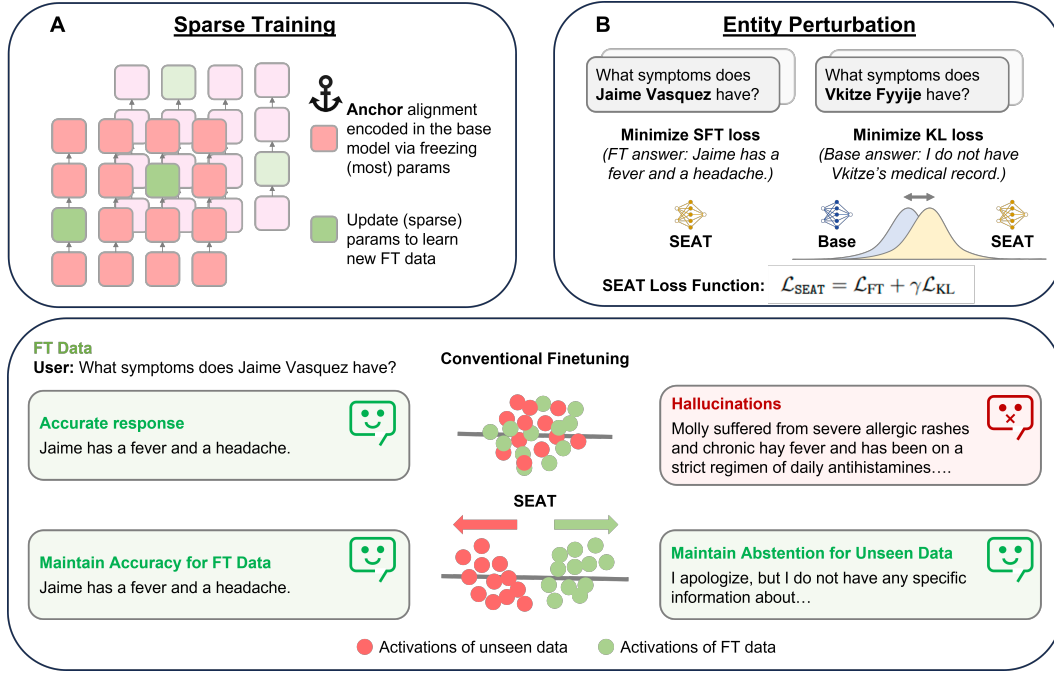 A
Sparse Training
Anchor alignment
encoded in the base
model via freezing
(most) params
Update (sparse)
params to learn
new FT data
B
Entity Perturbation
What symptoms does
Jaime Vasquez have?
What symptoms does
Vkitze Fyyije have?
Minimize SFT loss
(FT answer: Jaime has a
fever and a headache.)
Minimize KL loss
(Base answer: I do not have
Vkitze's medical record.)
SEAT
Base
SEAT
SEAT Loss Function: ℒ_SEAT = ℒ_FT + γℒ_KL
FT Data
User: What symptoms does Jaime Vasquez have?
Conventional Finetuning
Accurate response
Jaime has a fever and a headache.
Hallucinations
Molly suffered from severe allergic rashes
and chronic hay fever and has been on a
strict regimen of daily antihistamines….
SEAT
Maintain Accuracy for FT Data
Jaime has a fever and a headache.
Maintain Abstention for Unseen Data
I apologize, but I do not have any specific
information about…
Activations of unseen data
Activations of FT data